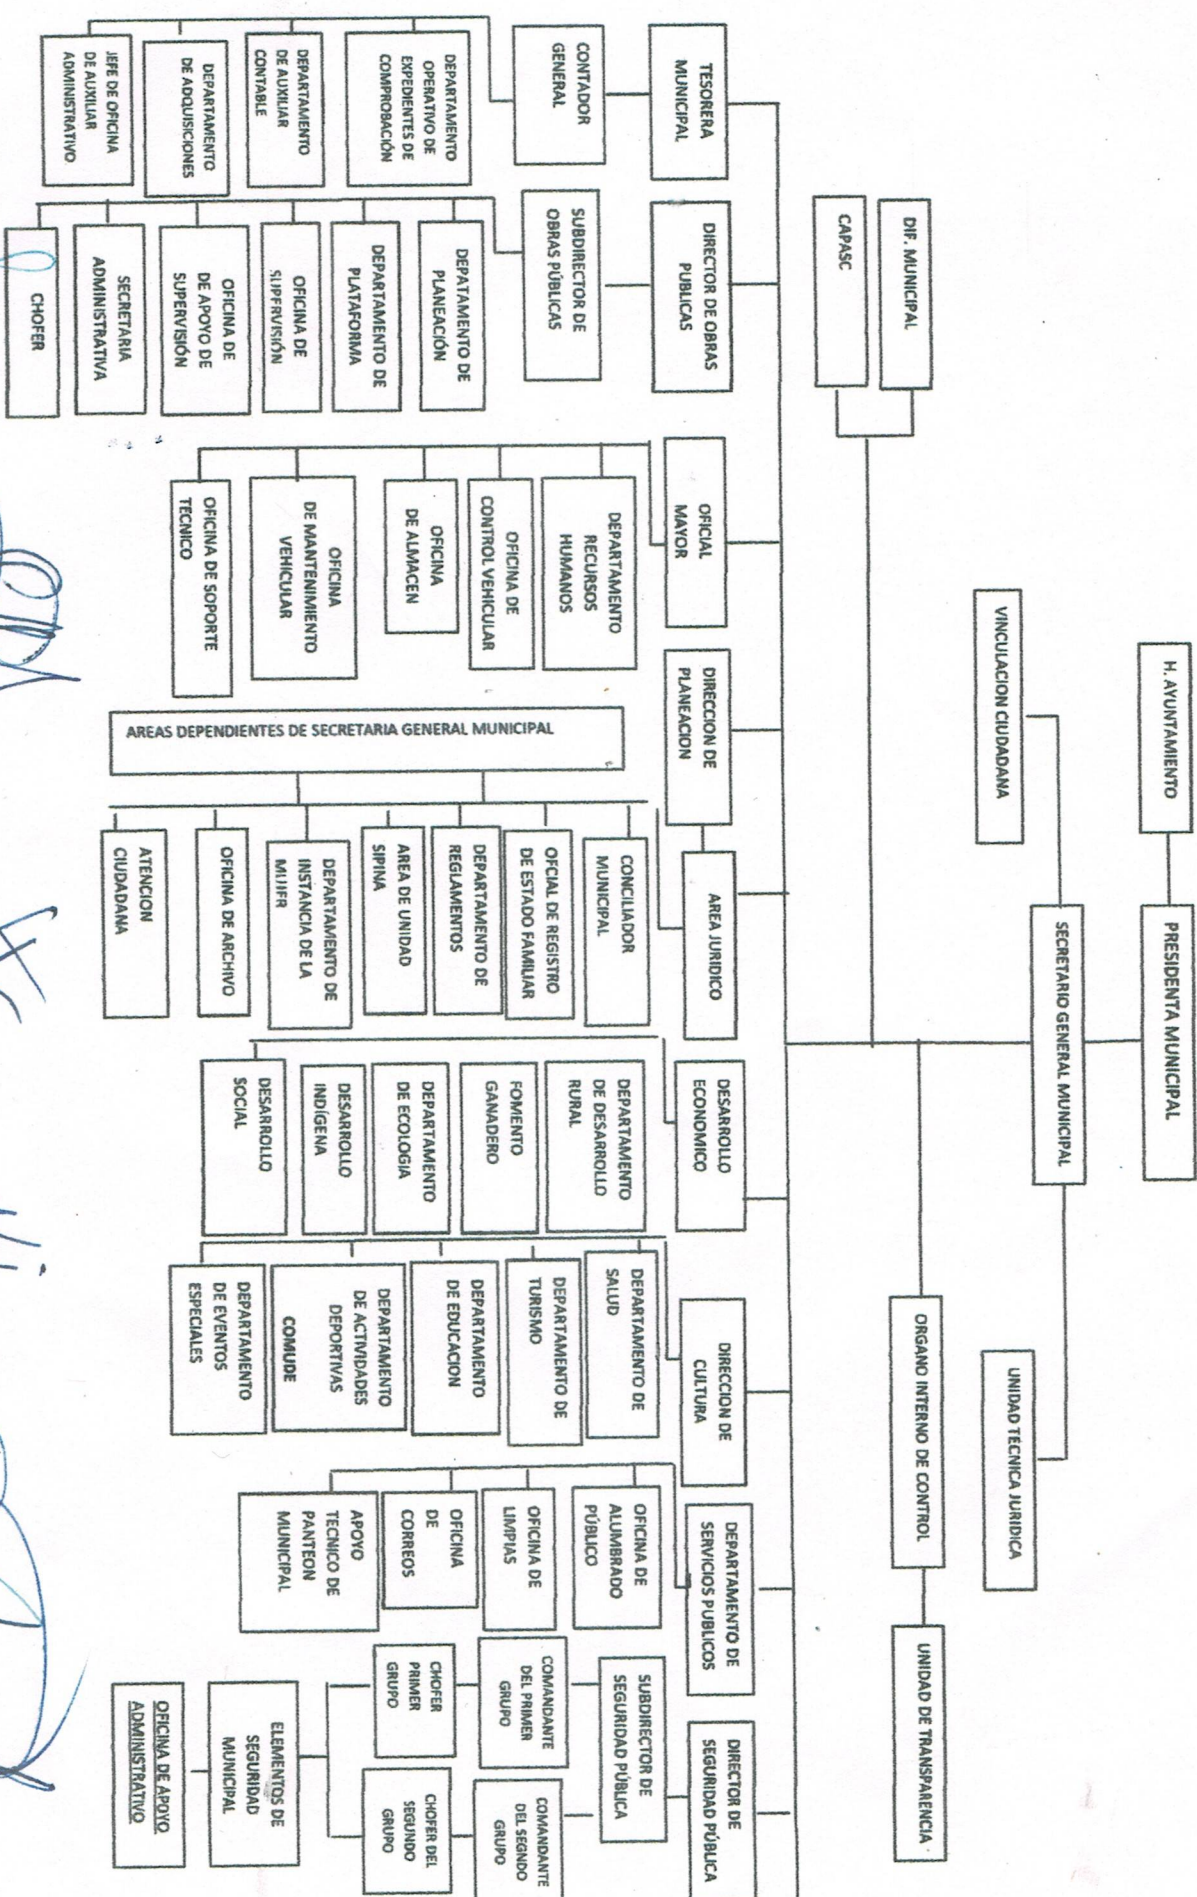 H. AYUNTAMIENTO
PRESIDENTA MUNICIPAL
SECRETARIO GENERAL MUNICIPAL
VINCULACION CIUDADANA
UNIDAD TECNICA JURIDICA
ORGANO INTERNO DE CONTROL
UNIDAD DE TRANSPARENCIA
DIF. MUNICIPAL
CAPASC
TESORERA
MUNICIPAL
CONTADOR
GENERAL
DEPARTAMENTO
OPERATIVO DE
EXPEDIENTES DE
COMPROBACIÓN
DEPARTAMENTO
DE AUXILIAR
CONTABLE
DEPARTAMENTO
DE ADQUISICIONES
JEFE DE OFICINA
DE AUXILIAR
ADMINISTRATIVO
DIRECTOR DE OBRAS
PUBLICAS
SUBDIRECTOR DE
OBRAS PÚBLICAS
DEPATAMENTO DE
PLANEACIÓN
DEPARTAMENTO DE
PLATAFORMA
OFICINA DE
SUPERVISIÓN
OFICINA DE
DE APOYO DE
SUPERVISIÓN
SECRETARIA
ADMINISTRATIVA
CHOFER
OFICIAL
MAYOR
DEPARTAMENTO
RECURSOS
HUMANOS
OFICINA DE
CONTROL VEHICULAR
OFICINA
DE ALMACEN
OFICINA
DE MANTENIMIENTO
VEHICULAR
OFICINA DE SOPORTE
TECNICO
DIRECCION DE
PLANEACION
AREAS DEPENDIENTES DE SECRETARIA GENERAL MUNICIPAL
AREA JURIDICO
CONCILIADOR
MUNICIPAL
OFCIAL DE REGISTRO
DE ESTADO FAMILIAR
DEPARTAMENTO DE
REGLAMENTOS
AREA DE UNIDAD
SIPINA
DEPARTAMENTO DE
INSTANCIA DE LA
MUJER
OFICINA DE ARCHIVO
ATENCION
CIUDADANA
DESARROLLO
ECONOMICO
DEPARTAMENTO
DE DESARROLLO
RURAL
FOMENTO
GANADERO
DEPARTAMENTO
DE ECOLOGIA
DESARROLLO
INDÍGENA
DESARROLLO
SOCIAL
DIRECCION DE
CULTURA
DEPARTAMENTO DE
SALUD
DEPARTAMENTO DE
TURISMO
DEPARTAMENTO
DE EDUCACION
DEPARTAMENTO
DE ACTIVIDADES
DEPORTIVAS
COMUDE
DEPARTAMENTO
DE EVENTOS
ESPECIALES
DEPARTAMENTO DE
SERVICIOS PUBLICOS
OFICINA DE
ALUMBRADO
PÚBLICO
OFICINA DE
LIMPIAS
OFICINA
DE
CORREOS
APOYO
TECNICO DE
PANTEON
MUNICIPAL
DIRECTOR DE
SEGURIDAD PÚBLICA
SUBDIRECTOR DE
SEGURIDAD PÚBLICA
COMANDANTE
DEL PRIMER
GRUPO
COMANDANTE
DEL SEGNDO
GRUPO
CHOFER
PRIMER
GRUPO
CHOFER DEL
SEGUNDO
GRUPO
ELEMENTOS DE
SEGURIDAD
MUNICIPAL
OFICINA DE APOYO
ADMINISTRATIVO